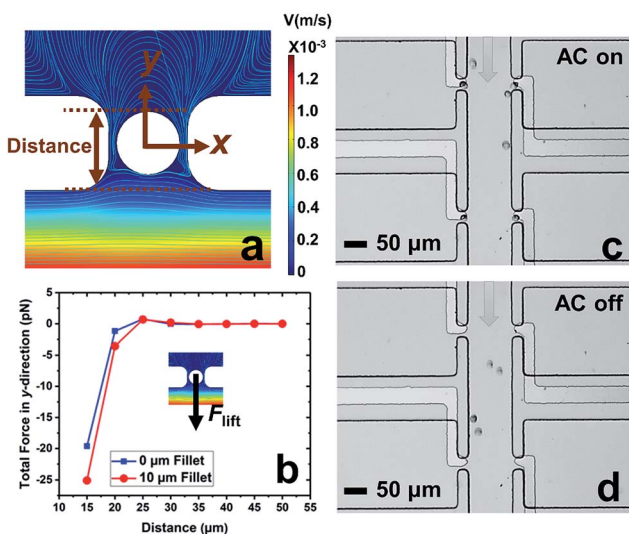 V(m/s)
X10⁻³
1.2
1.0
0.8
0.6
0.4
0.2
0
y
x
Distance
a
AC on
50 μm
c
AC off
50 μm
d
Total Force in y-direction (pN)
5
0
-5
-10
-15
-20
-25
F lift
0 μm Fillet
10 μm Fillet
b
10 15 20 25 30 35 40 45 50 55
Distance (μm)